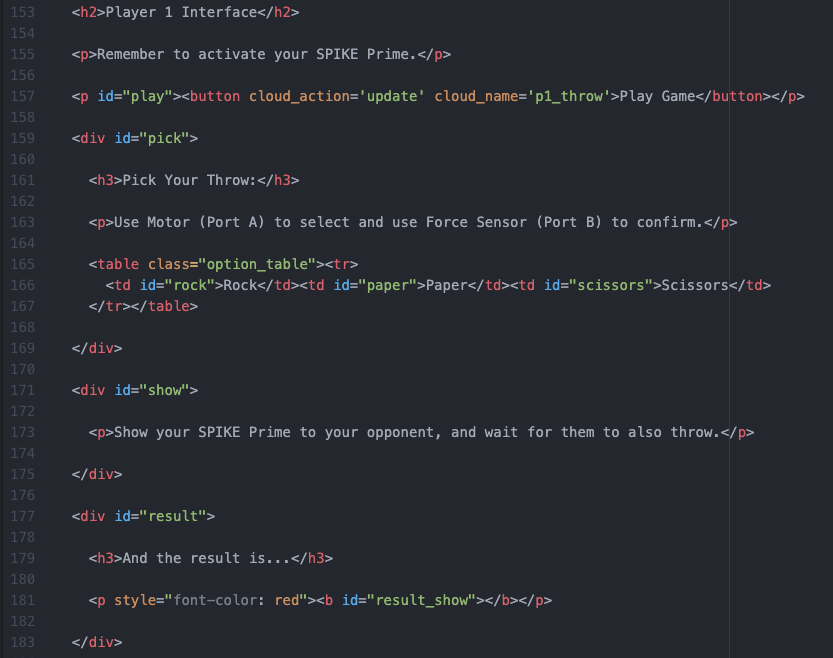 153 <h2>Player 1 Interface</h2>
154
155 <p>Remember to activate your SPIKE Prime.</p>
156
157 <p id="play"><button cloud_action='update' cloud_name='p1_throw'>Play Game</button></p>
158
159 <div id="pick">
160
161 <h3>Pick Your Throw:</h3>
162
163 <p>Use Motor (Port A) to select and use Force Sensor (Port B) to confirm.</p>
164
165 <table class="option_table"><tr>
166 <td id="rock">Rock</td><td id="paper">Paper</td><td id="scissors">Scissors</td>
167 </tr></table>
168
169 </div>
170
171 <div id="show">
172
173 <p>Show your SPIKE Prime to your opponent, and wait for them to also throw.</p>
174
175 </div>
176
177 <div id="result">
178
179 <h3>And the result is...</h3>
180
181 <p style="font-color: red"><b id="result_show"></b></p>
182
183 </div>